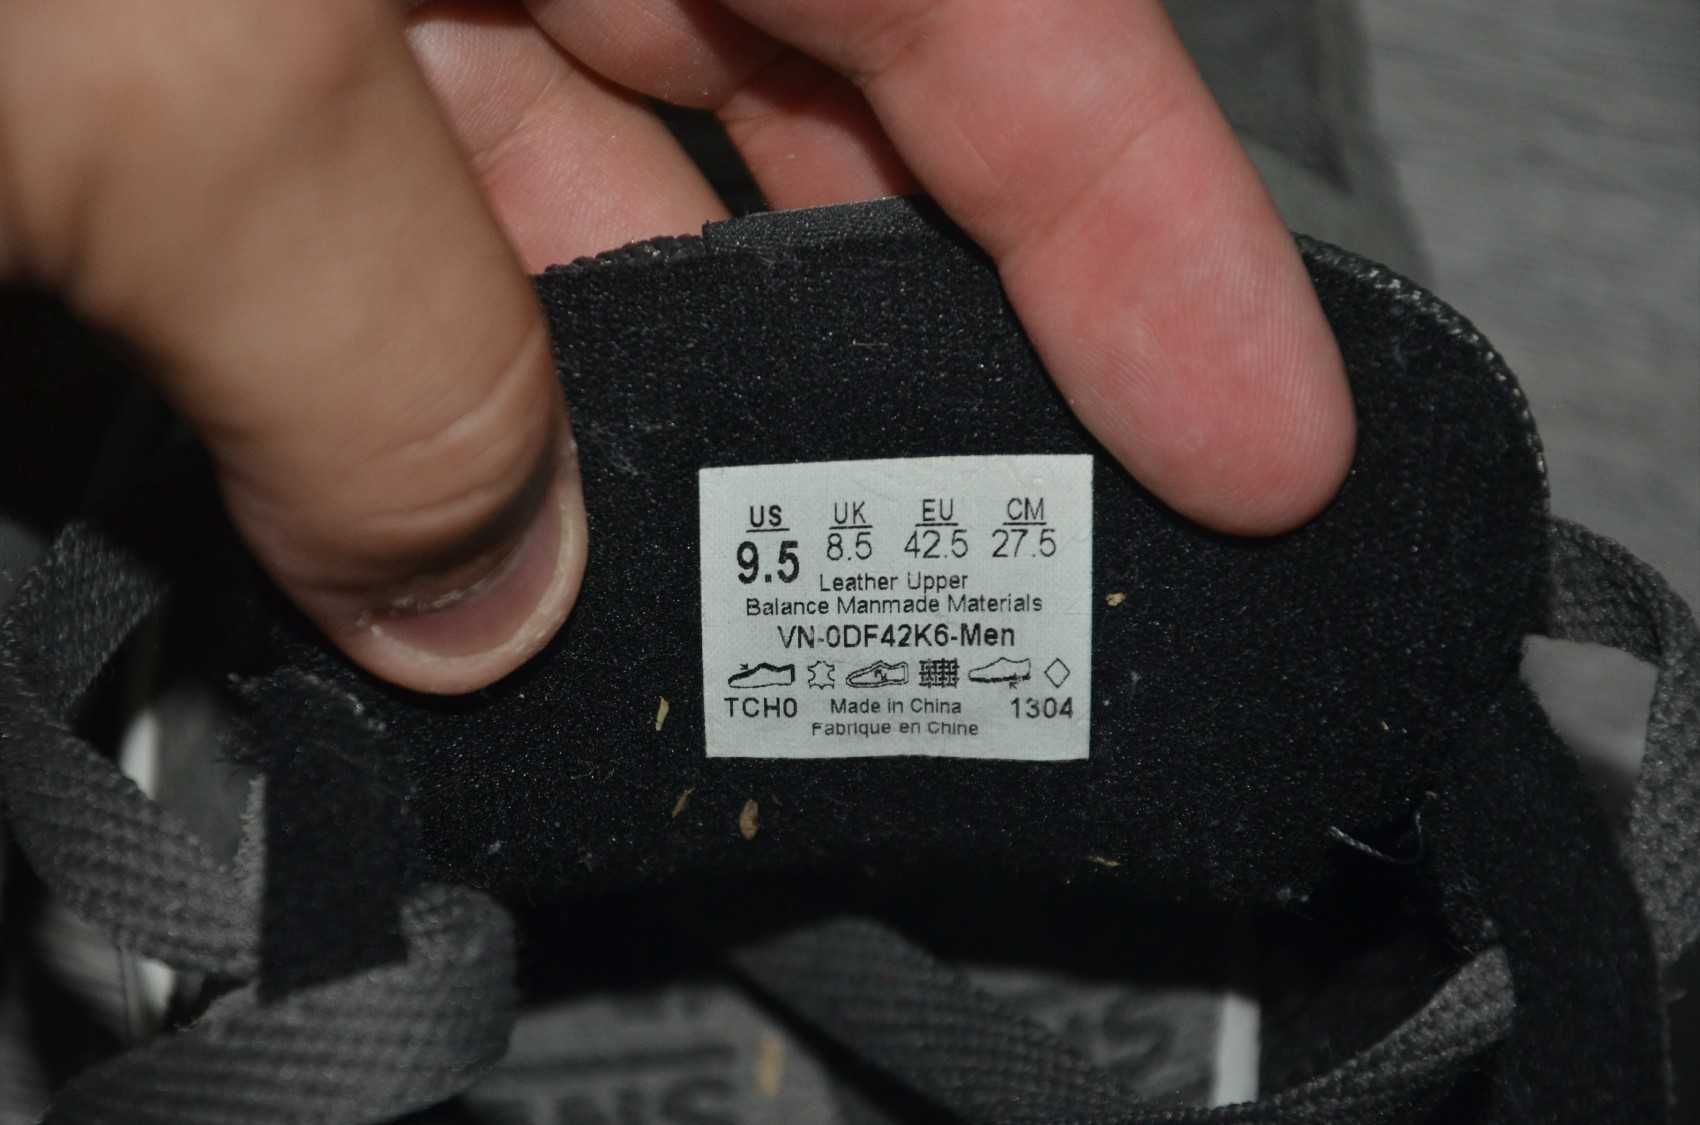 US UK EU CM
9.5 8.5 42.5 27.5
Leather Upper
Balance Manmade Materials
VN-0DF42K6-Men
TCH0 Made in China 1304
Fabrique en Chine